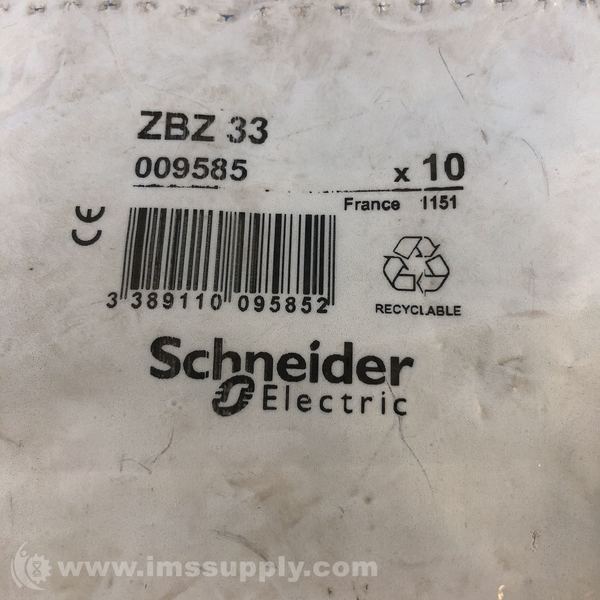 ZBZ 33
009585 x 10
France 1151
CE
3 389110 095852
RECYCLABLE
Schneider
Electric
www.imssupply.com